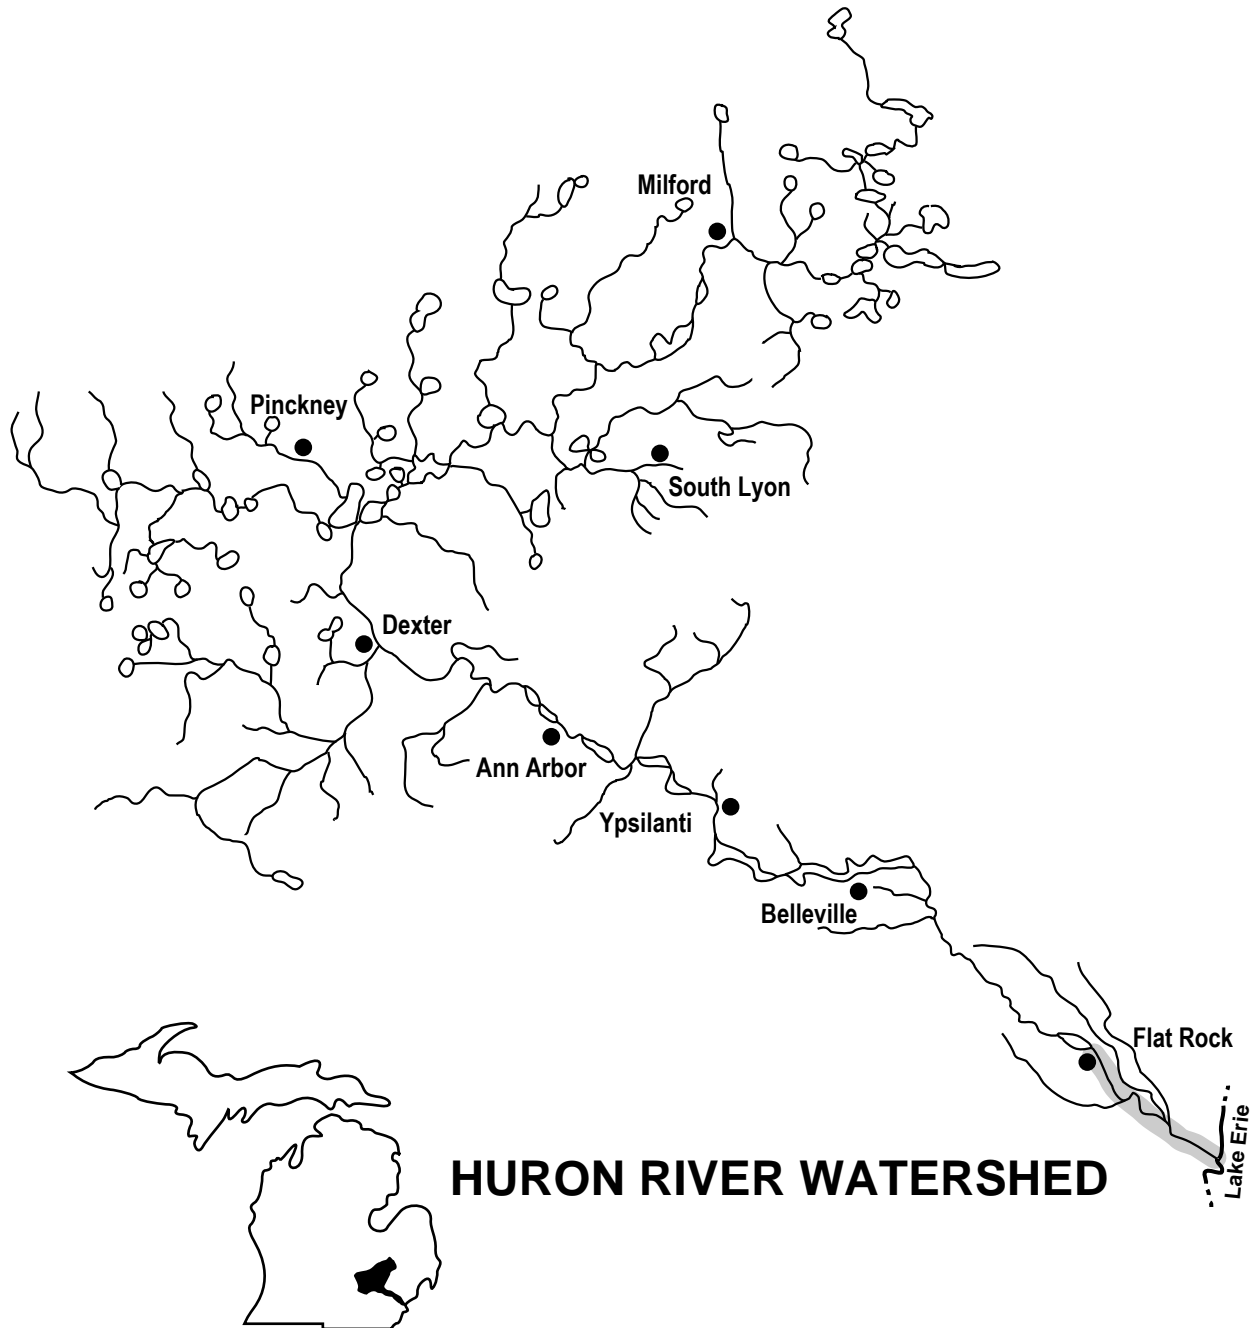 Milford
Pinckney
South Lyon
Dexter
Ann Arbor
Ypsilanti
Belleville
Flat Rock
Lake Erie
HURON RIVER WATERSHED